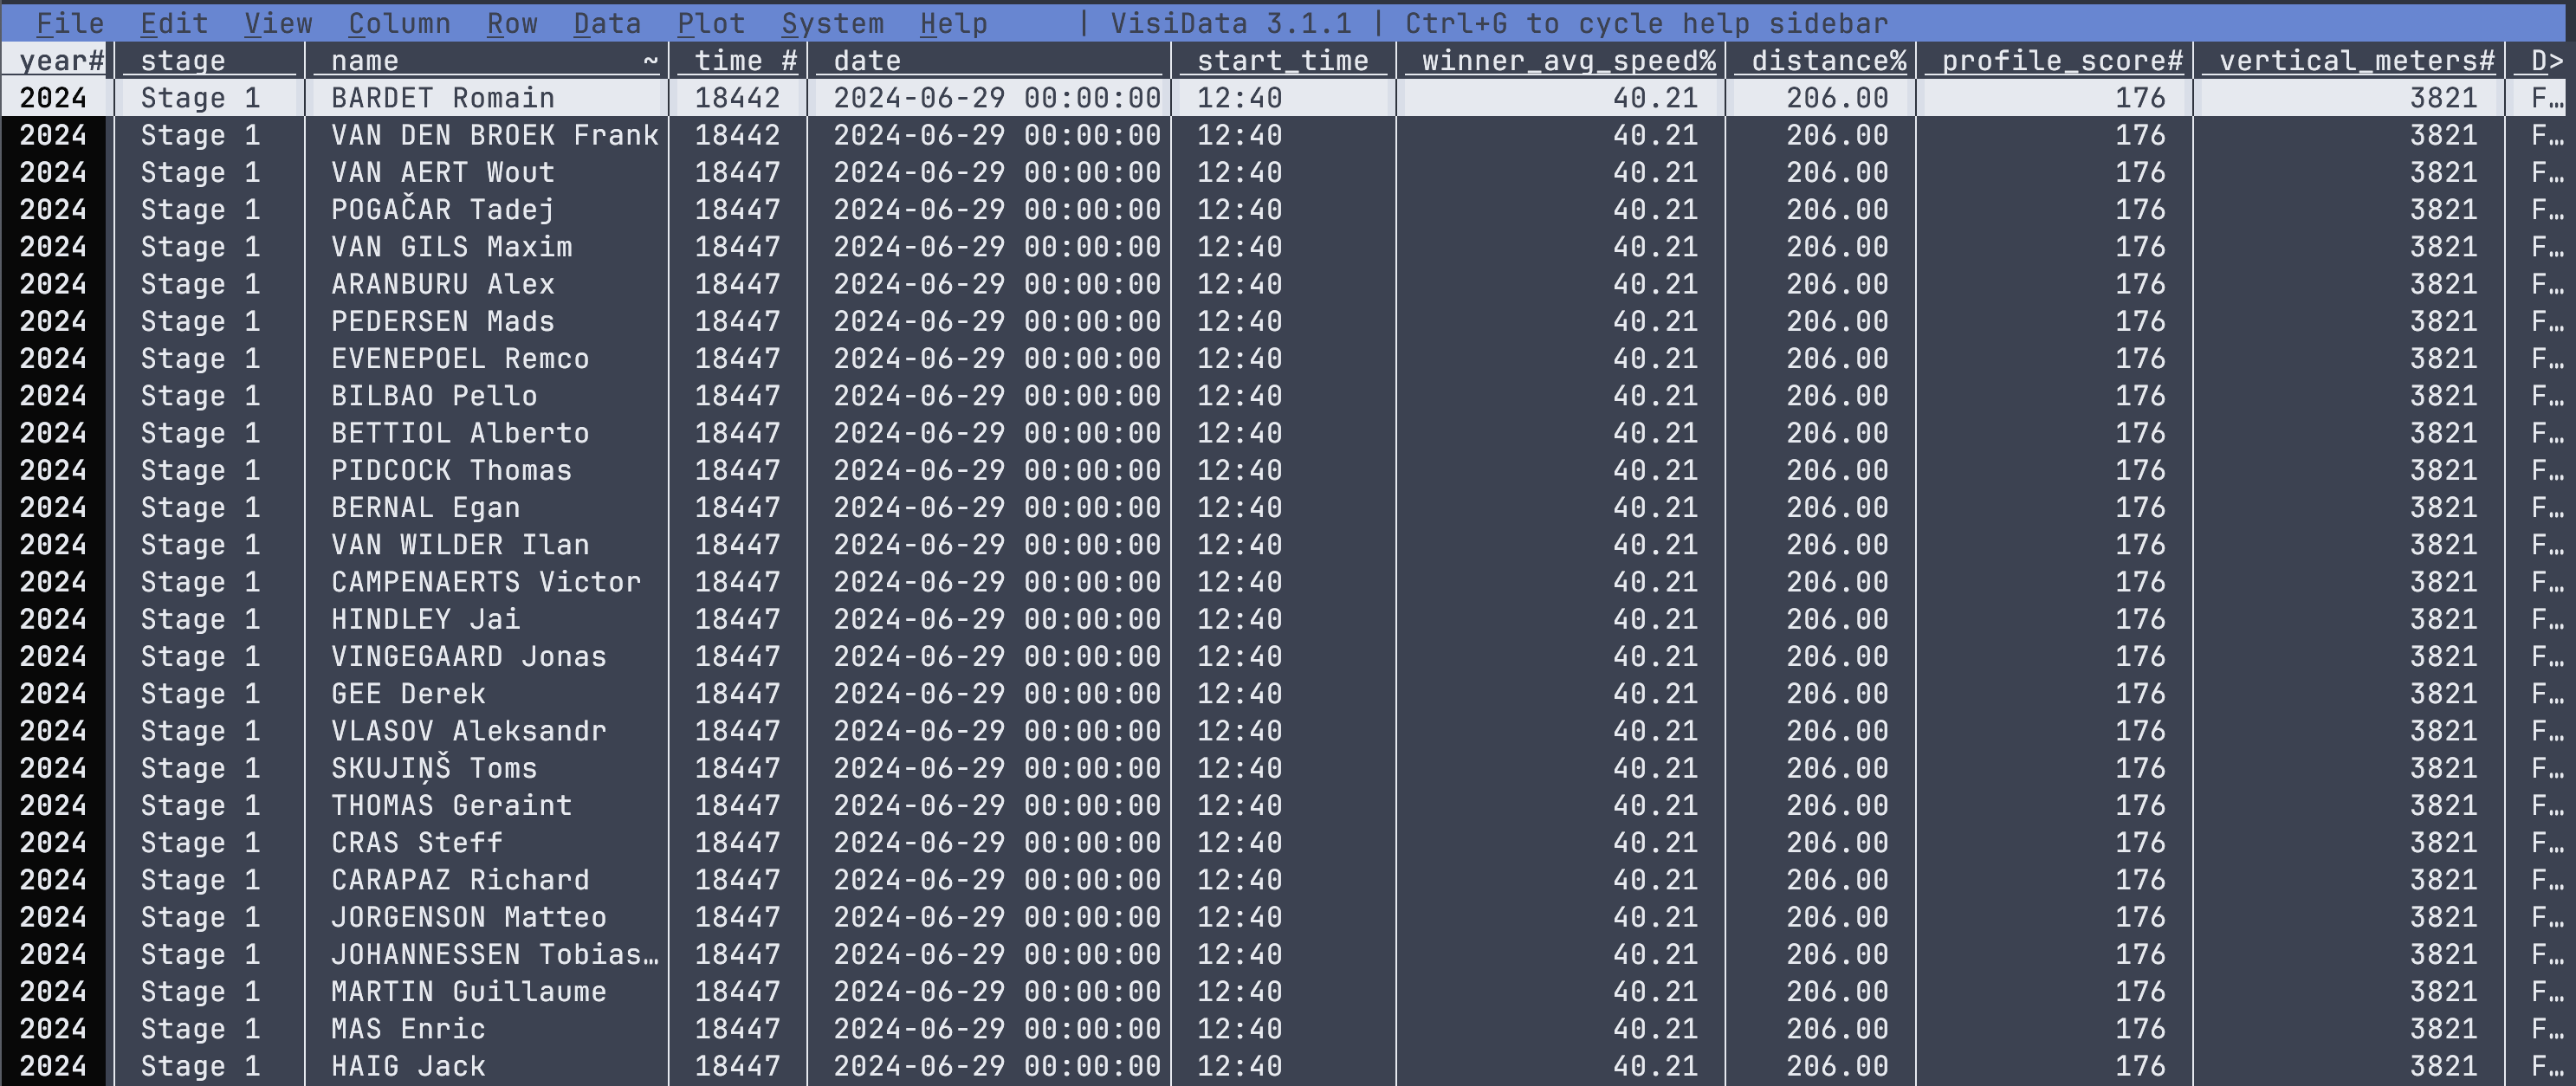 File Edit View Column Row Data Plot System Help | VisiData 3.1.1 | Ctrl+G to cycle help sidebar
year# stage name ~ time # date start_time winner_avg_speed% distance% profile_score# vertical_meters# D>
2024 Stage 1 BARDET Romain 18442 2024-06-29 00:00:00 12:40 40.21 206.00 176 3821 F…
2024 Stage 1 VAN DEN BROEK Frank 18442 2024-06-29 00:00:00 12:40 40.21 206.00 176 3821 F…
2024 Stage 1 VAN AERT Wout 18447 2024-06-29 00:00:00 12:40 40.21 206.00 176 3821 F…
2024 Stage 1 POGAČAR Tadej 18447 2024-06-29 00:00:00 12:40 40.21 206.00 176 3821 F…
2024 Stage 1 VAN GILS Maxim 18447 2024-06-29 00:00:00 12:40 40.21 206.00 176 3821 F…
2024 Stage 1 ARANBURU Alex 18447 2024-06-29 00:00:00 12:40 40.21 206.00 176 3821 F…
2024 Stage 1 PEDERSEN Mads 18447 2024-06-29 00:00:00 12:40 40.21 206.00 176 3821 F…
2024 Stage 1 EVENEPOEL Remco 18447 2024-06-29 00:00:00 12:40 40.21 206.00 176 3821 F…
2024 Stage 1 BILBAO Pello 18447 2024-06-29 00:00:00 12:40 40.21 206.00 176 3821 F…
2024 Stage 1 BETTIOL Alberto 18447 2024-06-29 00:00:00 12:40 40.21 206.00 176 3821 F…
2024 Stage 1 PIDCOCK Thomas 18447 2024-06-29 00:00:00 12:40 40.21 206.00 176 3821 F…
2024 Stage 1 BERNAL Egan 18447 2024-06-29 00:00:00 12:40 40.21 206.00 176 3821 F…
2024 Stage 1 VAN WILDER Ilan 18447 2024-06-29 00:00:00 12:40 40.21 206.00 176 3821 F…
2024 Stage 1 CAMPENAERTS Victor 18447 2024-06-29 00:00:00 12:40 40.21 206.00 176 3821 F…
2024 Stage 1 HINDLEY Jai 18447 2024-06-29 00:00:00 12:40 40.21 206.00 176 3821 F…
2024 Stage 1 VINGEGAARD Jonas 18447 2024-06-29 00:00:00 12:40 40.21 206.00 176 3821 F…
2024 Stage 1 GEE Derek 18447 2024-06-29 00:00:00 12:40 40.21 206.00 176 3821 F…
2024 Stage 1 VLASOV Aleksandr 18447 2024-06-29 00:00:00 12:40 40.21 206.00 176 3821 F…
2024 Stage 1 SKUJIŅŠ Toms 18447 2024-06-29 00:00:00 12:40 40.21 206.00 176 3821 F…
2024 Stage 1 THOMAS Geraint 18447 2024-06-29 00:00:00 12:40 40.21 206.00 176 3821 F…
2024 Stage 1 CRAS Steff 18447 2024-06-29 00:00:00 12:40 40.21 206.00 176 3821 F…
2024 Stage 1 CARAPAZ Richard 18447 2024-06-29 00:00:00 12:40 40.21 206.00 176 3821 F…
2024 Stage 1 JORGENSON Matteo 18447 2024-06-29 00:00:00 12:40 40.21 206.00 176 3821 F…
2024 Stage 1 JOHANNESSEN Tobias… 18447 2024-06-29 00:00:00 12:40 40.21 206.00 176 3821 F…
2024 Stage 1 MARTIN Guillaume 18447 2024-06-29 00:00:00 12:40 40.21 206.00 176 3821 F…
2024 Stage 1 MAS Enric 18447 2024-06-29 00:00:00 12:40 40.21 206.00 176 3821 F…
2024 Stage 1 HAIG Jack 18447 2024-06-29 00:00:00 12:40 40.21 206.00 176 3821 F…